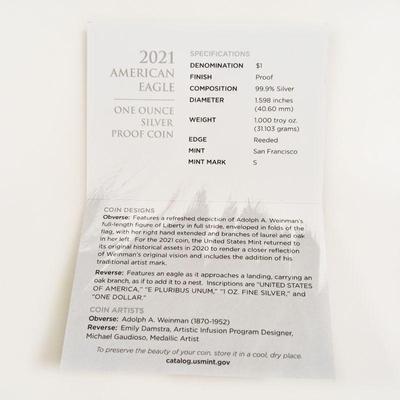 2021
AMERICAN
EAGLE
ONE OUNCE
SILVER
PROOF COIN
SPECIFICATIONS
DENOMINATION $1
FINISH Proof
COMPOSITION 99.9% Silver
DIAMETER 1.598 inches
(40.60 mm)
WEIGHT 1.000 troy oz.
(31.103 grams)
EDGE Reeded
MINT San Francisco
MINT MARK S
COIN DESIGNS
Obverse: Features a refreshed depiction of Adolph A. Weinman's
full-length figure of Liberty in full stride, enveloped in folds of the
flag, with her right hand extended and branches of laurel and oak
in her left. For the 2021 coin, the United States Mint returned to
its original historical assets in 2020 to render a closer reflection
of Weinman's original vision and includes the addition of his
traditional artist mark.
Reverse: Features an eagle as it approaches a landing, carrying an
oak branch, as if to add it to a nest. Inscriptions are "UNITED STATES
OF AMERICA," "E PLURIBUS UNUM," "1 OZ. FINE SILVER," and
"ONE DOLLAR."
COIN ARTISTS
Obverse: Adolph A. Weinman (1870-1952)
Reverse: Emily Damstra, Artistic Infusion Program Designer,
Michael Gaudioso, Medallic Artist
To preserve the beauty of your coin, store it in a cool, dry place.
catalog.usmint.gov